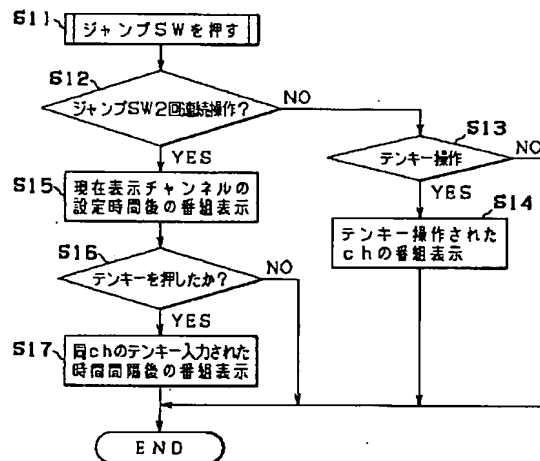 S11
ジャンプSWを押す
S12
ジャンプSW2回連続操作?
NO
S13
テンキー操作
NO
YES
YES
S15
現在表示チャンネルの
設定時間後の番組表示
S14
テンキー操作された
chの番組表示
S16
テンキーを押したか?
NO
YES
S17
同chのテンキー入力された
時間間隔後の番組表示
END